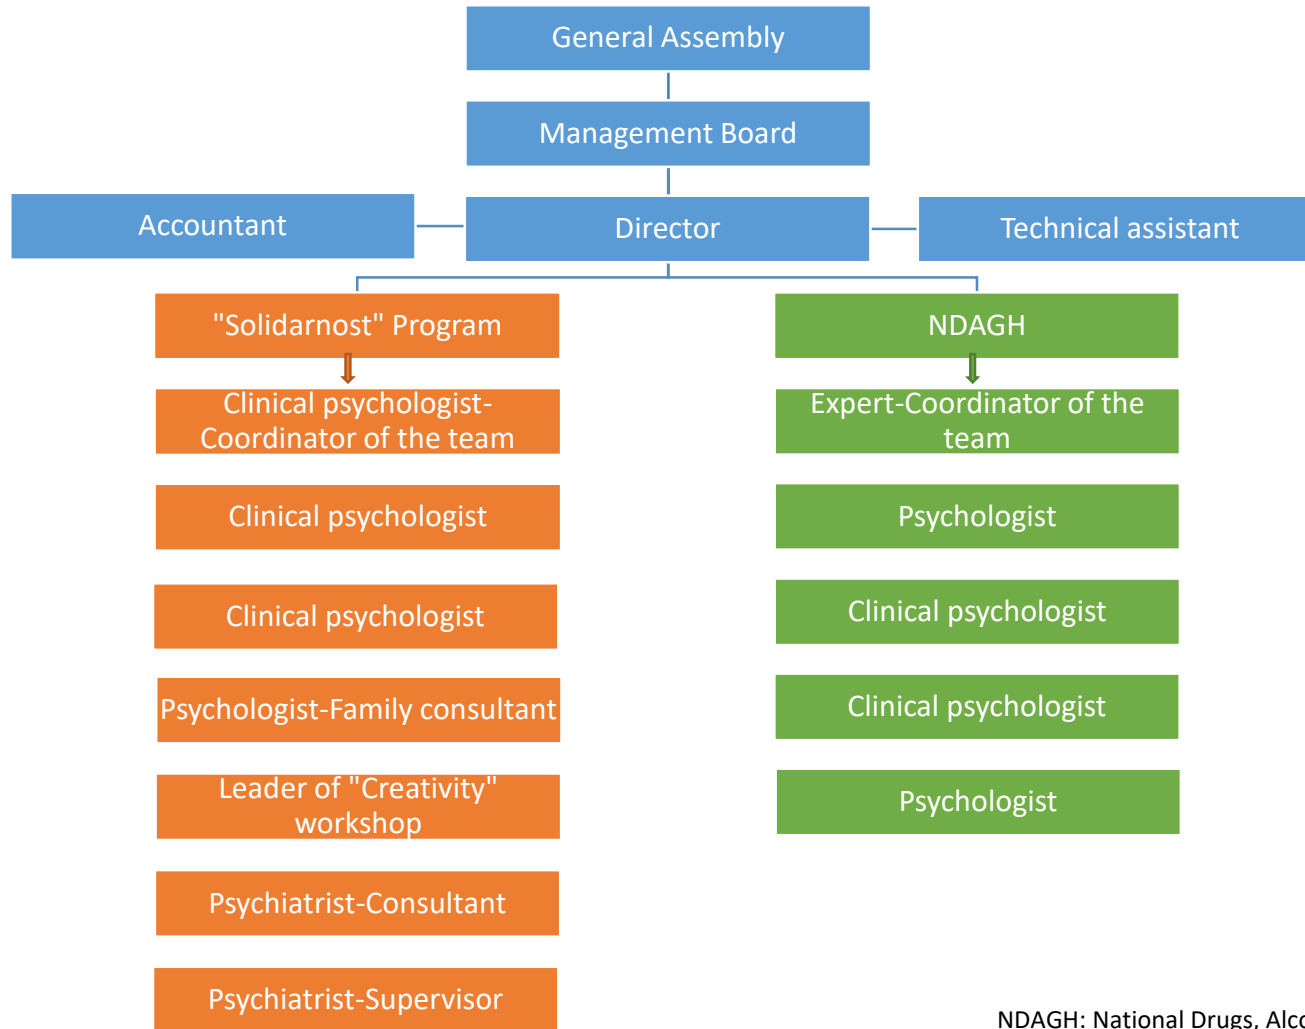 General Assembly
Management Board
Accountant
Director
Technical assistant
"Solidarnost" Program
NDAGH
Clinical psychologist-
Coordinator of the team
Expert-Coordinator of the
team
Clinical psychologist
Psychologist
Clinical psychologist
Clinical psychologist
Psychologist-Family consultant
Clinical psychologist
Leader of "Creativity"
workshop
Psychologist
Psychiatrist-Consultant
Psychiatrist-Supervisor
NDAGH: National Drugs,